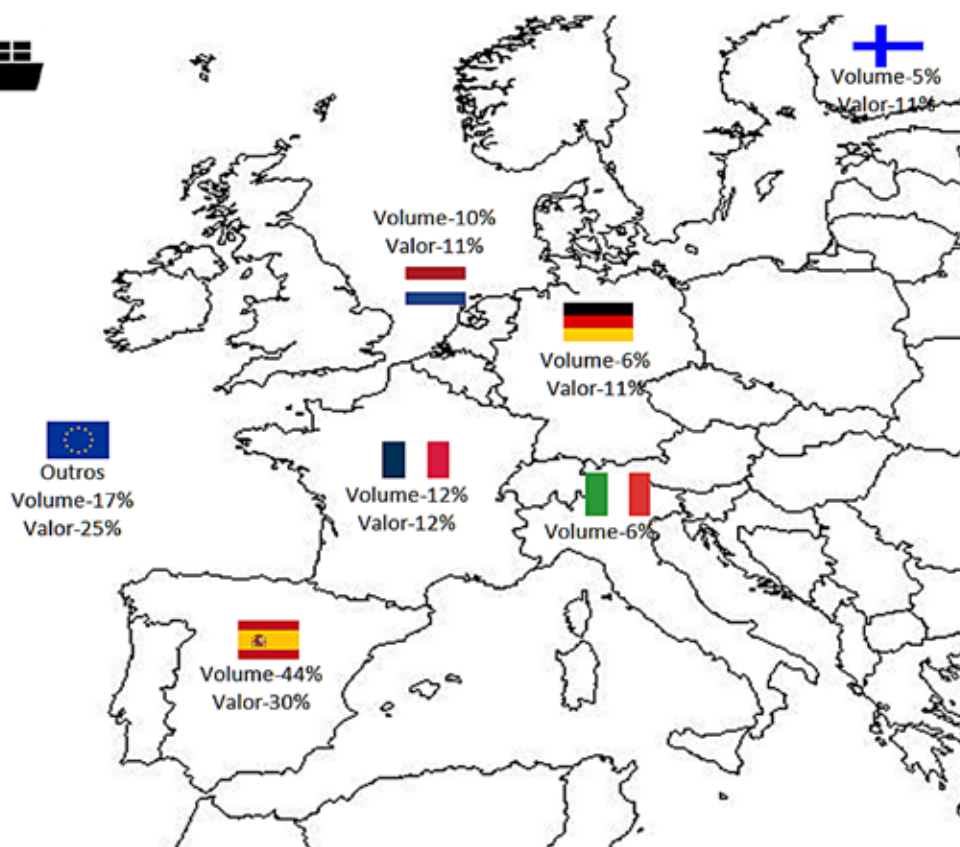 Volume-5%
Valor-11%
Volume-10%
Valor-11%
Volume-6%
Valor-11%
Outros
Volume-17%
Valor-25%
Volume-12%
Valor-12%
Volume-6%
Volume-44%
Valor-30%